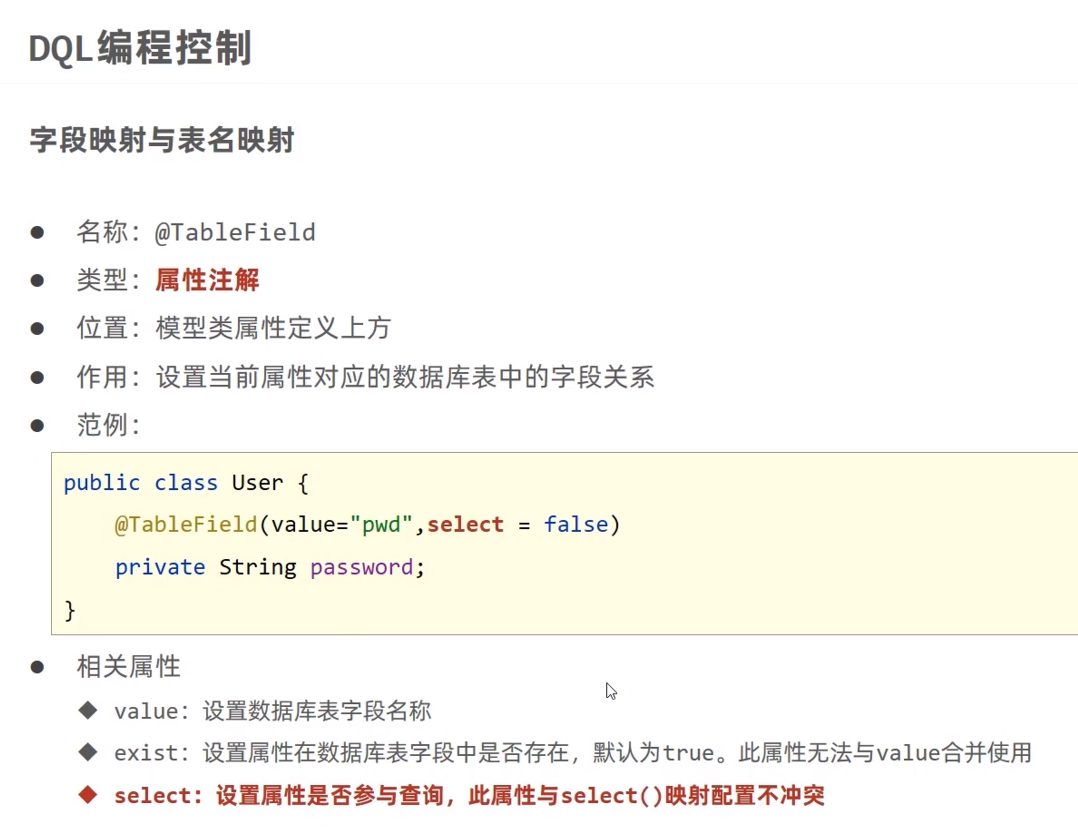 DQL编程控制
字段映射与表名映射
● 名称：@TableField
● 类型：属性注解
● 位置：模型类属性定义上方
● 作用：设置当前属性对应的数据库表中的字段关系
● 范例：
public class User {
    @TableField(value="pwd",select = false)
    private String password;
}
● 相关属性
◆ value：设置数据库表字段名称
◆ exist：设置属性在数据库表字段中是否存在，默认为true。此属性无法与value合并使用
◆ select：设置属性是否参与查询，此属性与select()映射配置不冲突